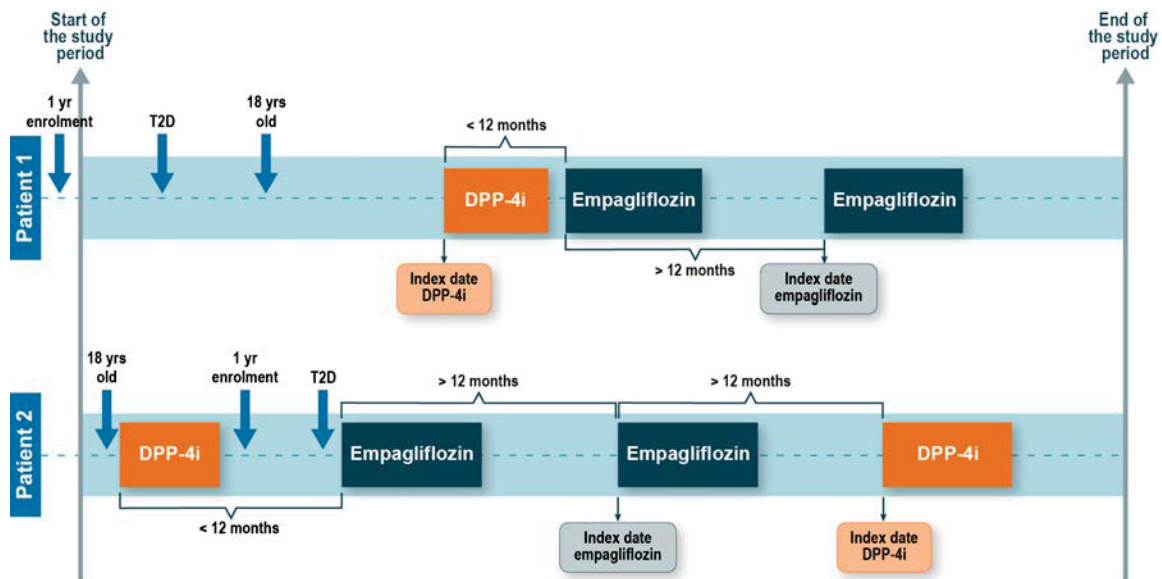 Start of
the study
period
End of
the study
period
1 yr
enrolment
T2D
18 yrs
old
< 12 months
Patient 1
DPP-4i
Empagliflozin
Empagliflozin
> 12 months
Index date
DPP-4i
Index date
empagliflozin
18 yrs
old
1 yr
enrolment
T2D
> 12 months
> 12 months
Patient 2
DPP-4i
Empagliflozin
Empagliflozin
DPP-4i
< 12 months
Index date
empagliflozin
Index date
DPP-4i